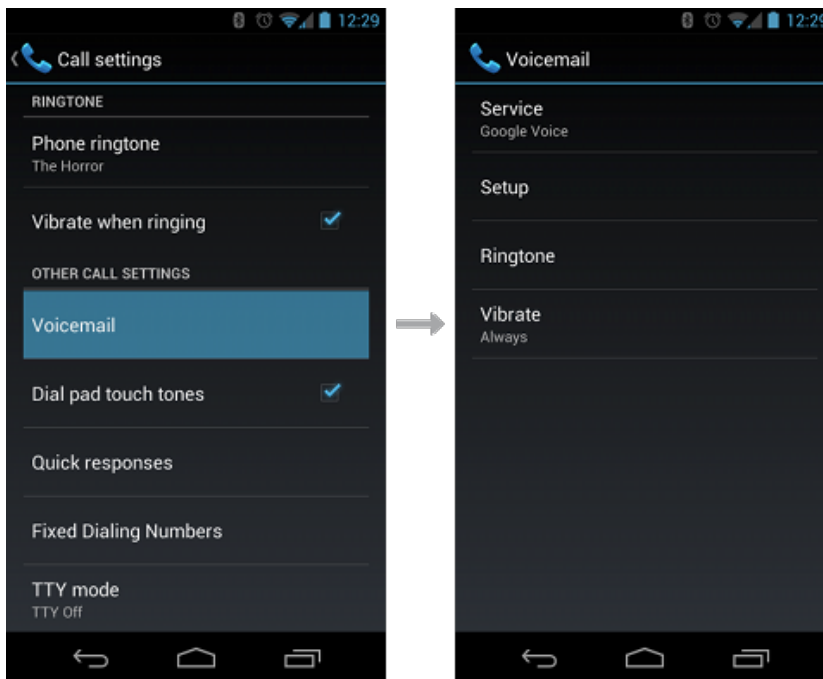 12:29
Call settings
RINGTONE
Phone ringtone
The Horror
Vibrate when ringing
OTHER CALL SETTINGS
Voicemail
Dial pad touch tones
Quick responses
Fixed Dialing Numbers
TTY mode
TTY Off
12:29
Voicemail
Service
Google Voice
Setup
Ringtone
Vibrate
Always